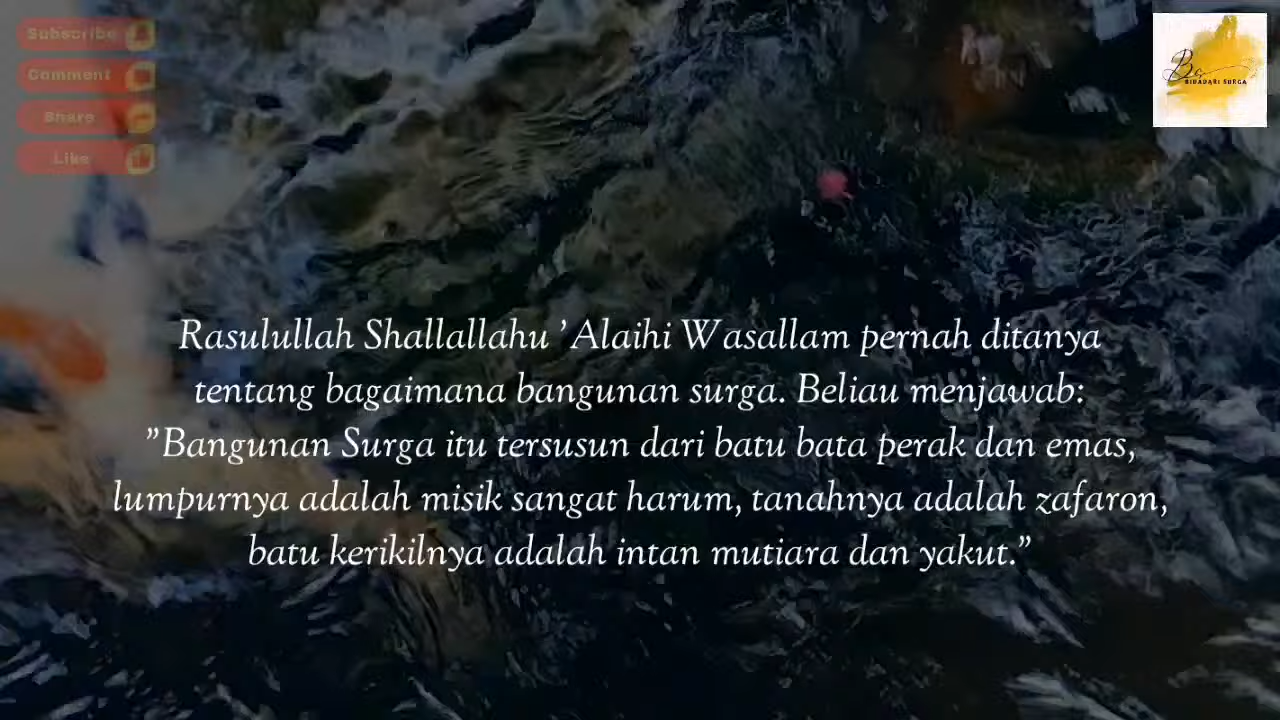 Subscribe
Comment
Share
Like
Bs
BIDADARI SURGA
Rasulullah Shallallahu 'Alaihi Wasallam pernah ditanya
tentang bagaimana bangunan surga. Beliau menjawab:
"Bangunan Surga itu tersusun dari batu bata perak dan emas,
lumpurnya adalah misik sangat harum, tanahnya adalah zafaron,
batu kerikilnya adalah intan mutiara dan yakut."